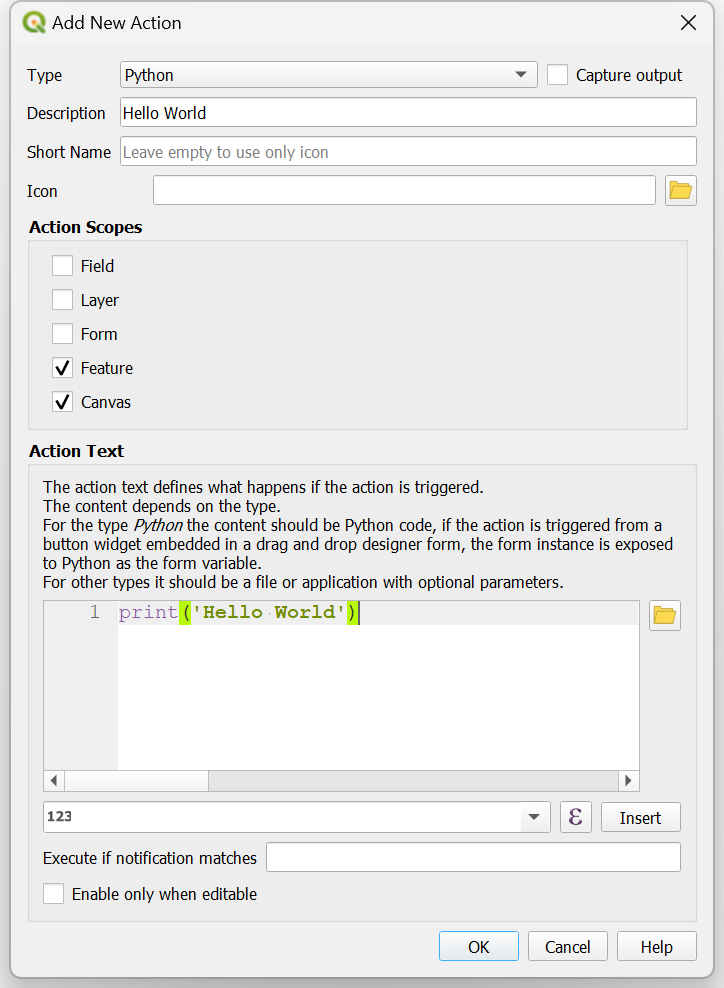 Add New Action
Type Python Capture output
Description Hello World
Short Name Leave empty to use only icon
Icon
Action Scopes
Field
Layer
Form
Feature
Canvas
Action Text
The action text defines what happens if the action is triggered.
The content depends on the type.
For the type Python the content should be Python code, if the action is triggered from a
button widget embedded in a drag and drop designer form, the form instance is exposed
to Python as the form variable.
For other types it should be a file or application with optional parameters.
1 print('Hello World')
123 ε Insert
Execute if notification matches
Enable only when editable
OK Cancel Help